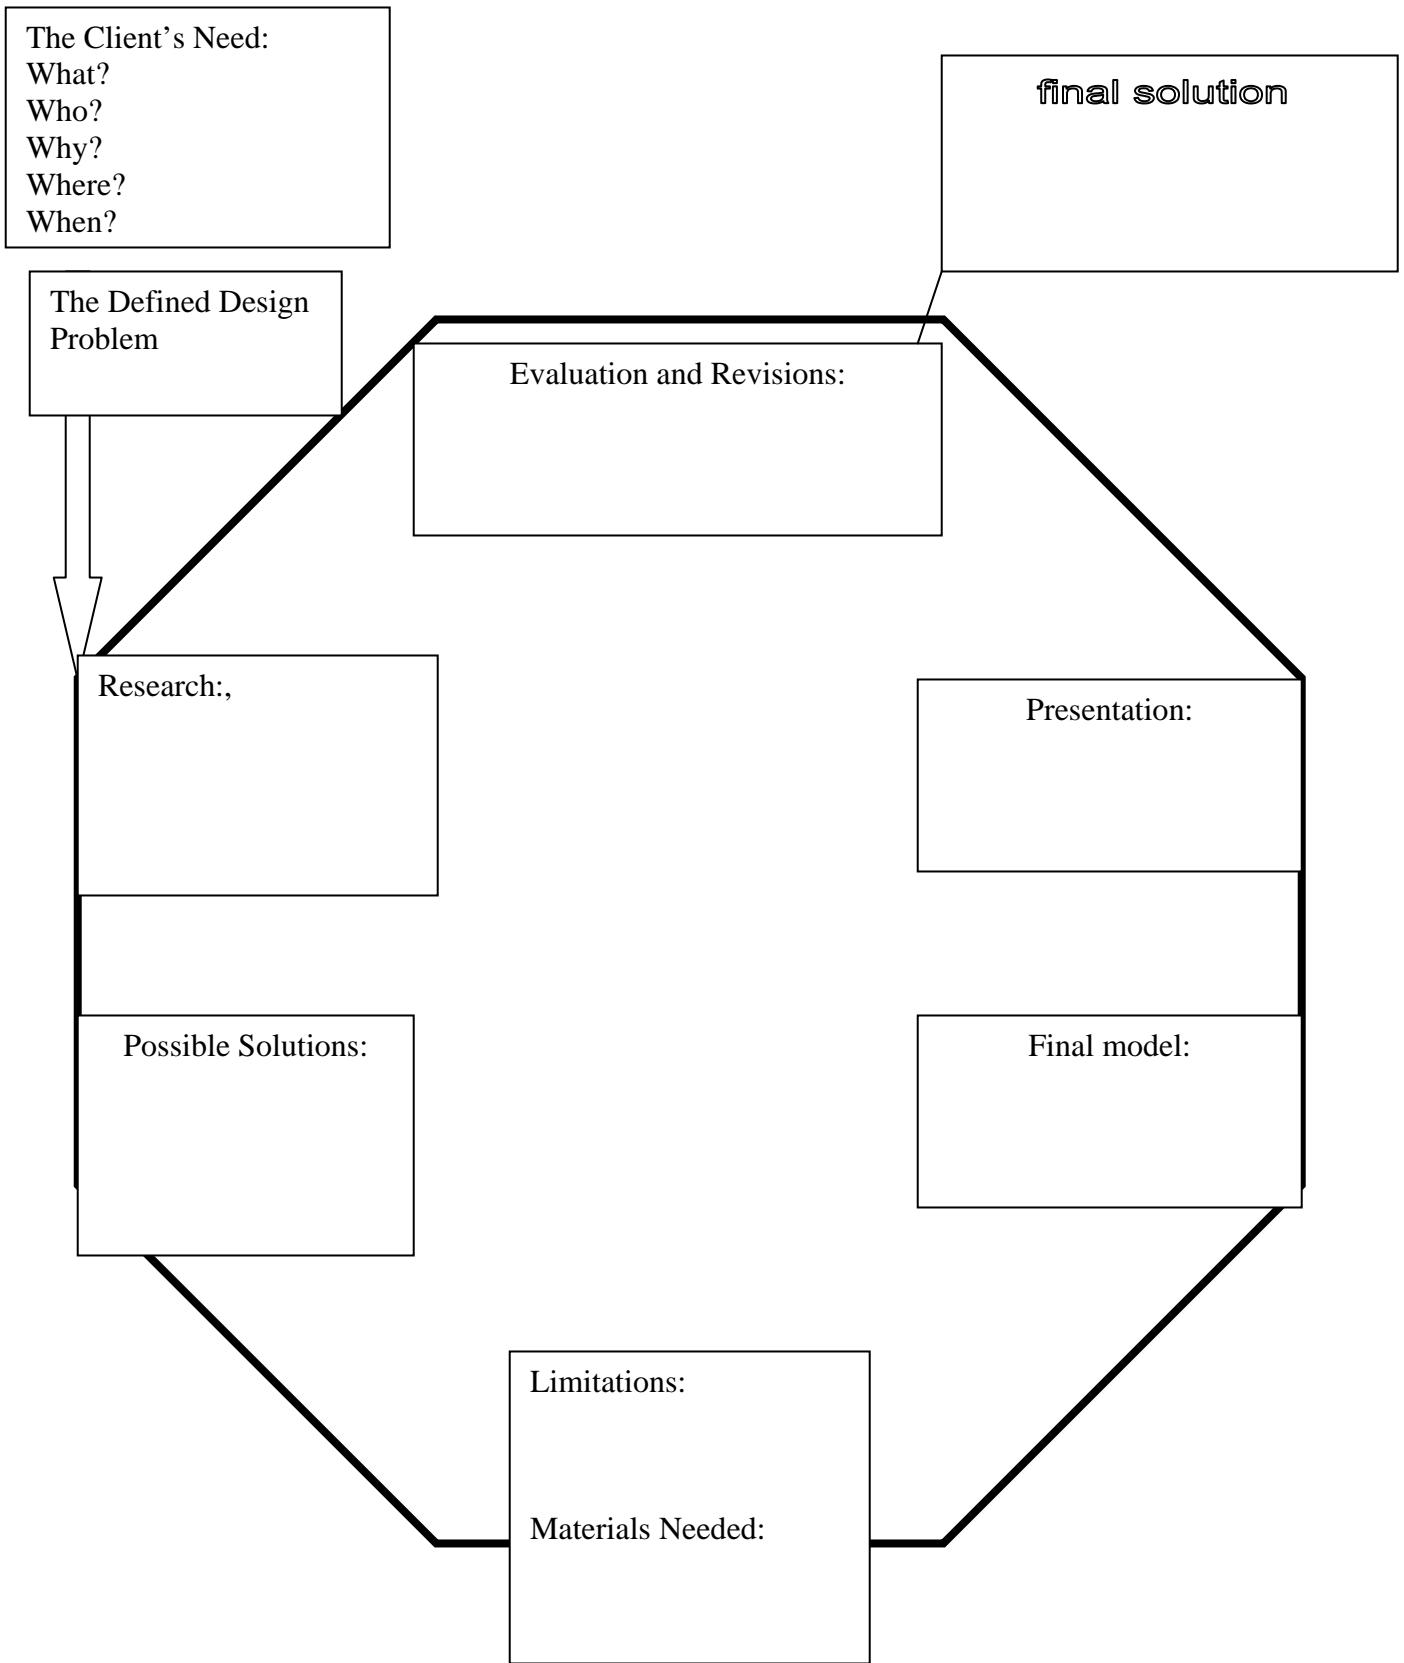 The Client’s Need:
What?
Who?
Why?
Where?
When?
final solution
The Defined Design
Problem
Evaluation and Revisions:
Research:,
Presentation:
Possible Solutions:
Final model:
Limitations:
Materials Needed: